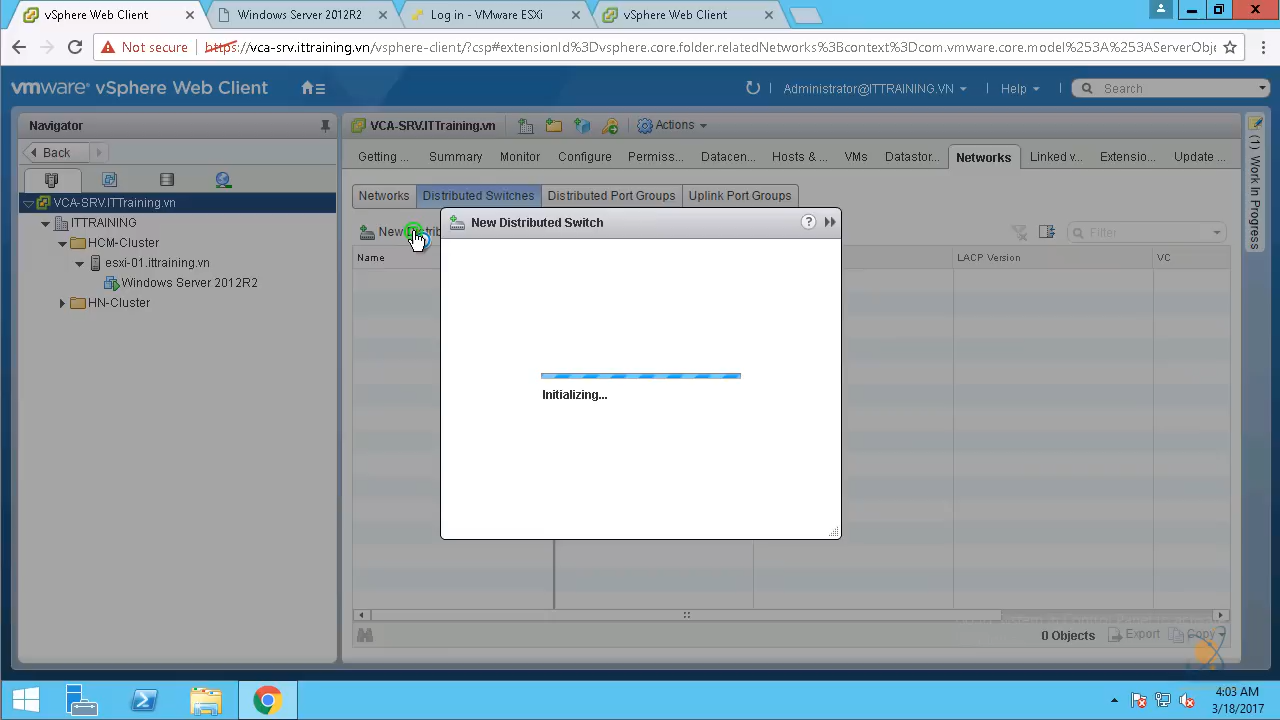 vSphere Web Client
Windows Server 2012R2
Log in - VMware ESXi
vSphere Web Client
Not secure
https://vca-srv.ittraining.vn/vsphere-client/?csp#extensionId%3Dvsphere.core.folder.relatedNetworks%3Bcontext%3Dcom.vmware.core.model%253A%253AServerObje
vmware® vSphere Web Client
Administrator@ITTRAINING.VN
Help
Search
Navigator
VCA-SRV.ITTraining.vn
Actions
Back
Getting ...
Summary
Monitor
Configure
Permiss...
Datacen...
Hosts & ...
VMs
Datastor...
Networks
Linked v...
Extensio...
Update ...
(1) Work In Progress
VCA-SRV.ITTraining.vn
ITTRAINING
HCM-Cluster
esxi-01.ittraining.vn
Windows Server 2012R2
HN-Cluster
Networks
Distributed Switches
Distributed Port Groups
Uplink Port Groups
New Distributed Switch
Filter
Name
LACP Version
VC
Initializing...
0 Objects
Export
Copy
4:03 AM
3/18/2017